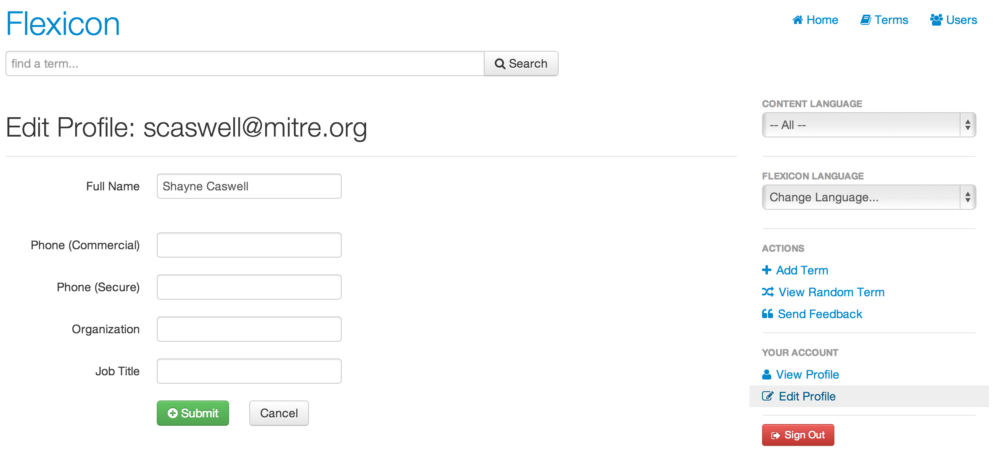 Flexicon
Home Terms Users
find a term... Search
Edit Profile: scaswell@mitre.org
Full Name Shayne Caswell
Phone (Commercial)
Phone (Secure)
Organization
Job Title
Submit Cancel
CONTENT LANGUAGE
-- All --
FLEXICON LANGUAGE
Change Language...
ACTIONS
Add Term
View Random Term
Send Feedback
YOUR ACCOUNT
View Profile
Edit Profile
Sign Out